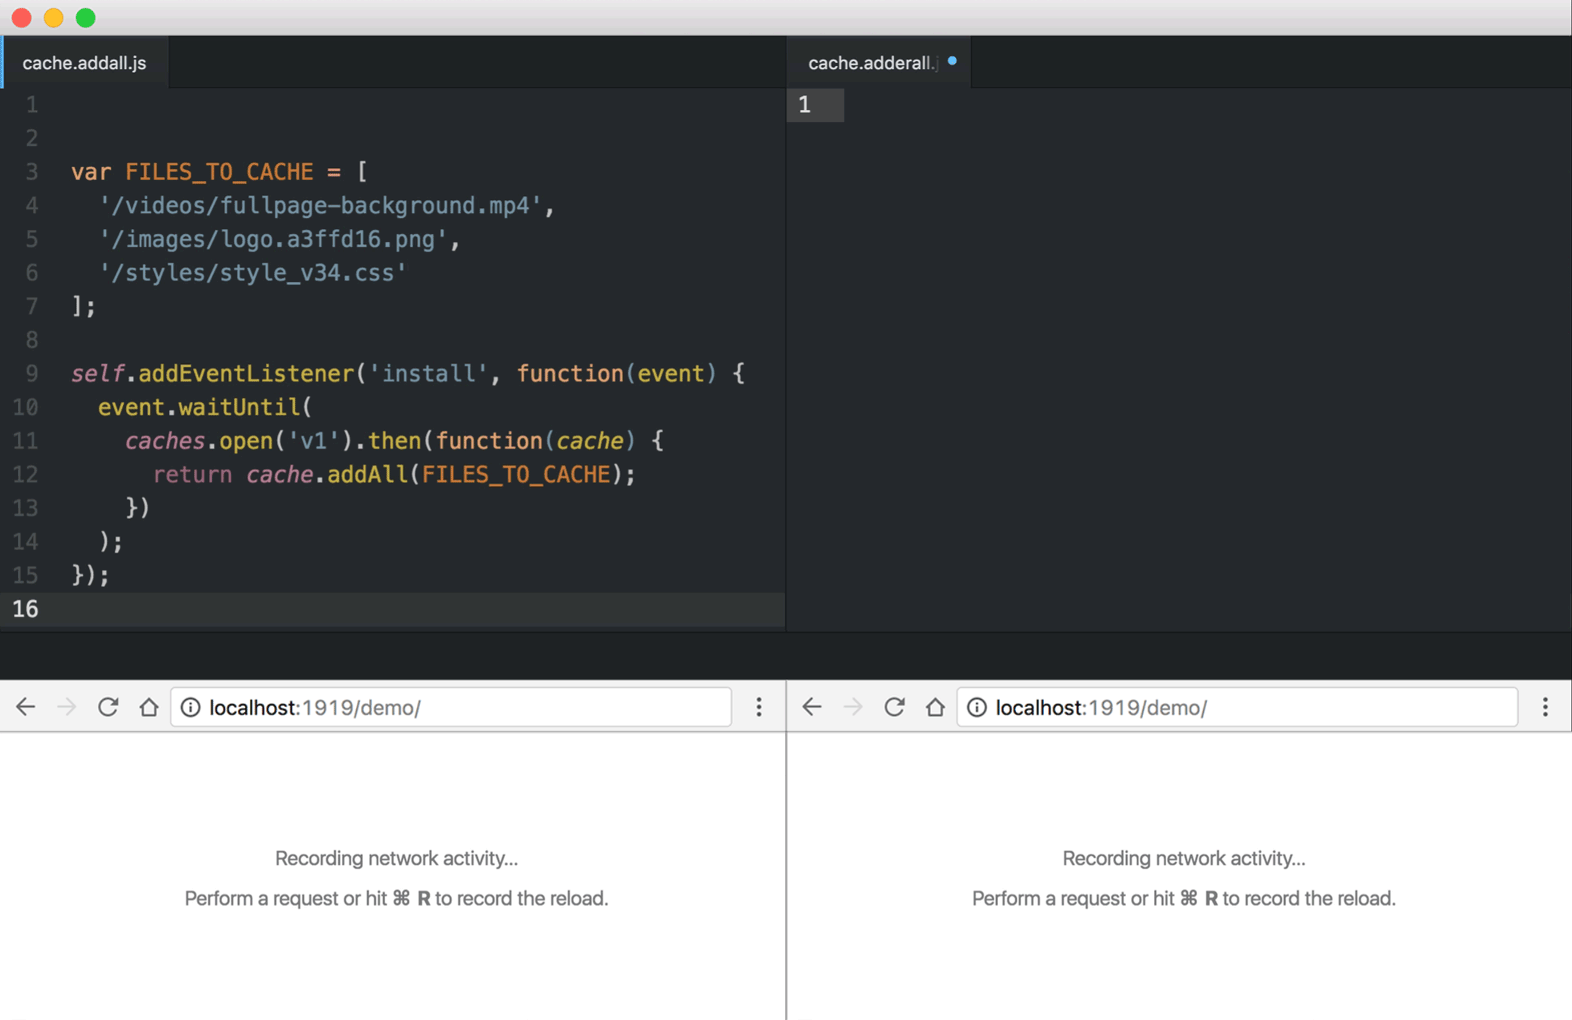 cache.addall.js
1
2
3 var FILES_TO_CACHE = [
4 '/videos/fullpage-background.mp4',
5 '/images/logo.a3ffd16.png',
6 '/styles/style_v34.css'
7 ];
8
9 self.addEventListener('install', function(event) {
10 event.waitUntil(
11 caches.open('v1').then(function(cache) {
12 return cache.addAll(FILES_TO_CACHE);
13 })
14 );
15 });
16
cache.adderall.j
1
localhost:1919/demo/
Recording network activity...
Perform a request or hit ⌘ R to record the reload.
localhost:1919/demo/
Recording network activity...
Perform a request or hit ⌘ R to record the reload.